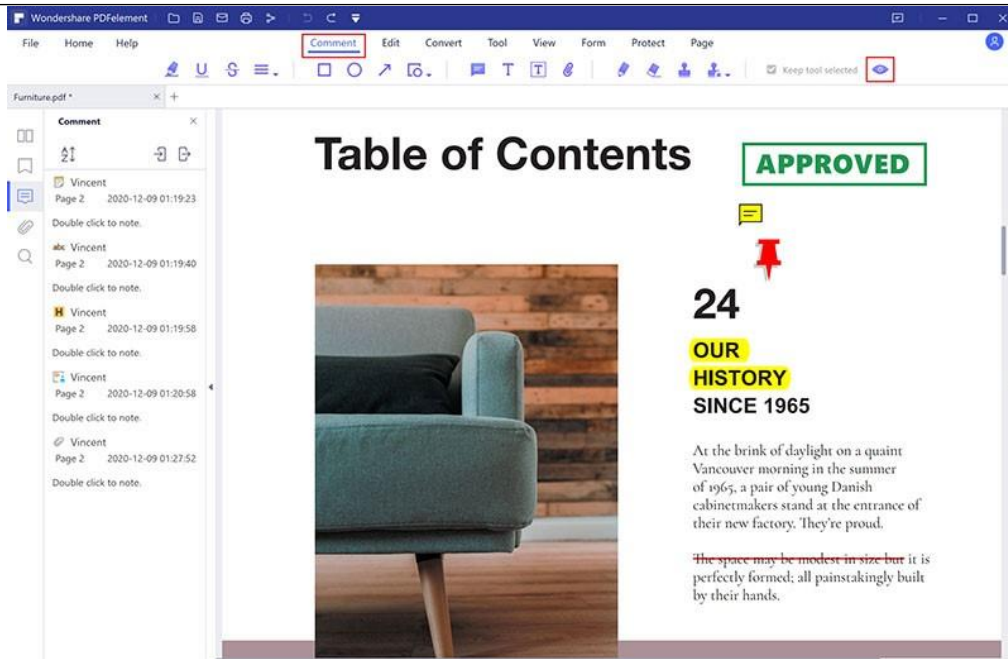 Wondershare PDFelement
File Home Help Comment Edit Convert Tool View Form Protect Page
U S T T Keep tool selected
Furniture.pdf * × +
Comment ×
Vincent
Page 2 2020-12-09 01:19:23
Double click to note.
abc Vincent
Page 2 2020-12-09 01:19:40
Double click to note.
H Vincent
Page 2 2020-12-09 01:19:58
Double click to note.
Vincent
Page 2 2020-12-09 01:20:58
Double click to note.
Vincent
Page 2 2020-12-09 01:27:52
Double click to note.
Table of Contents
APPROVED
24
OUR
HISTORY
SINCE 1965
At the brink of daylight on a quaint
Vancouver morning in the summer
of 1965, a pair of young Danish
cabinetmakers stand at the entrance of
their new factory. They're proud.
The space may be modest in size but it is
perfectly formed; all painstakingly built
by their hands.